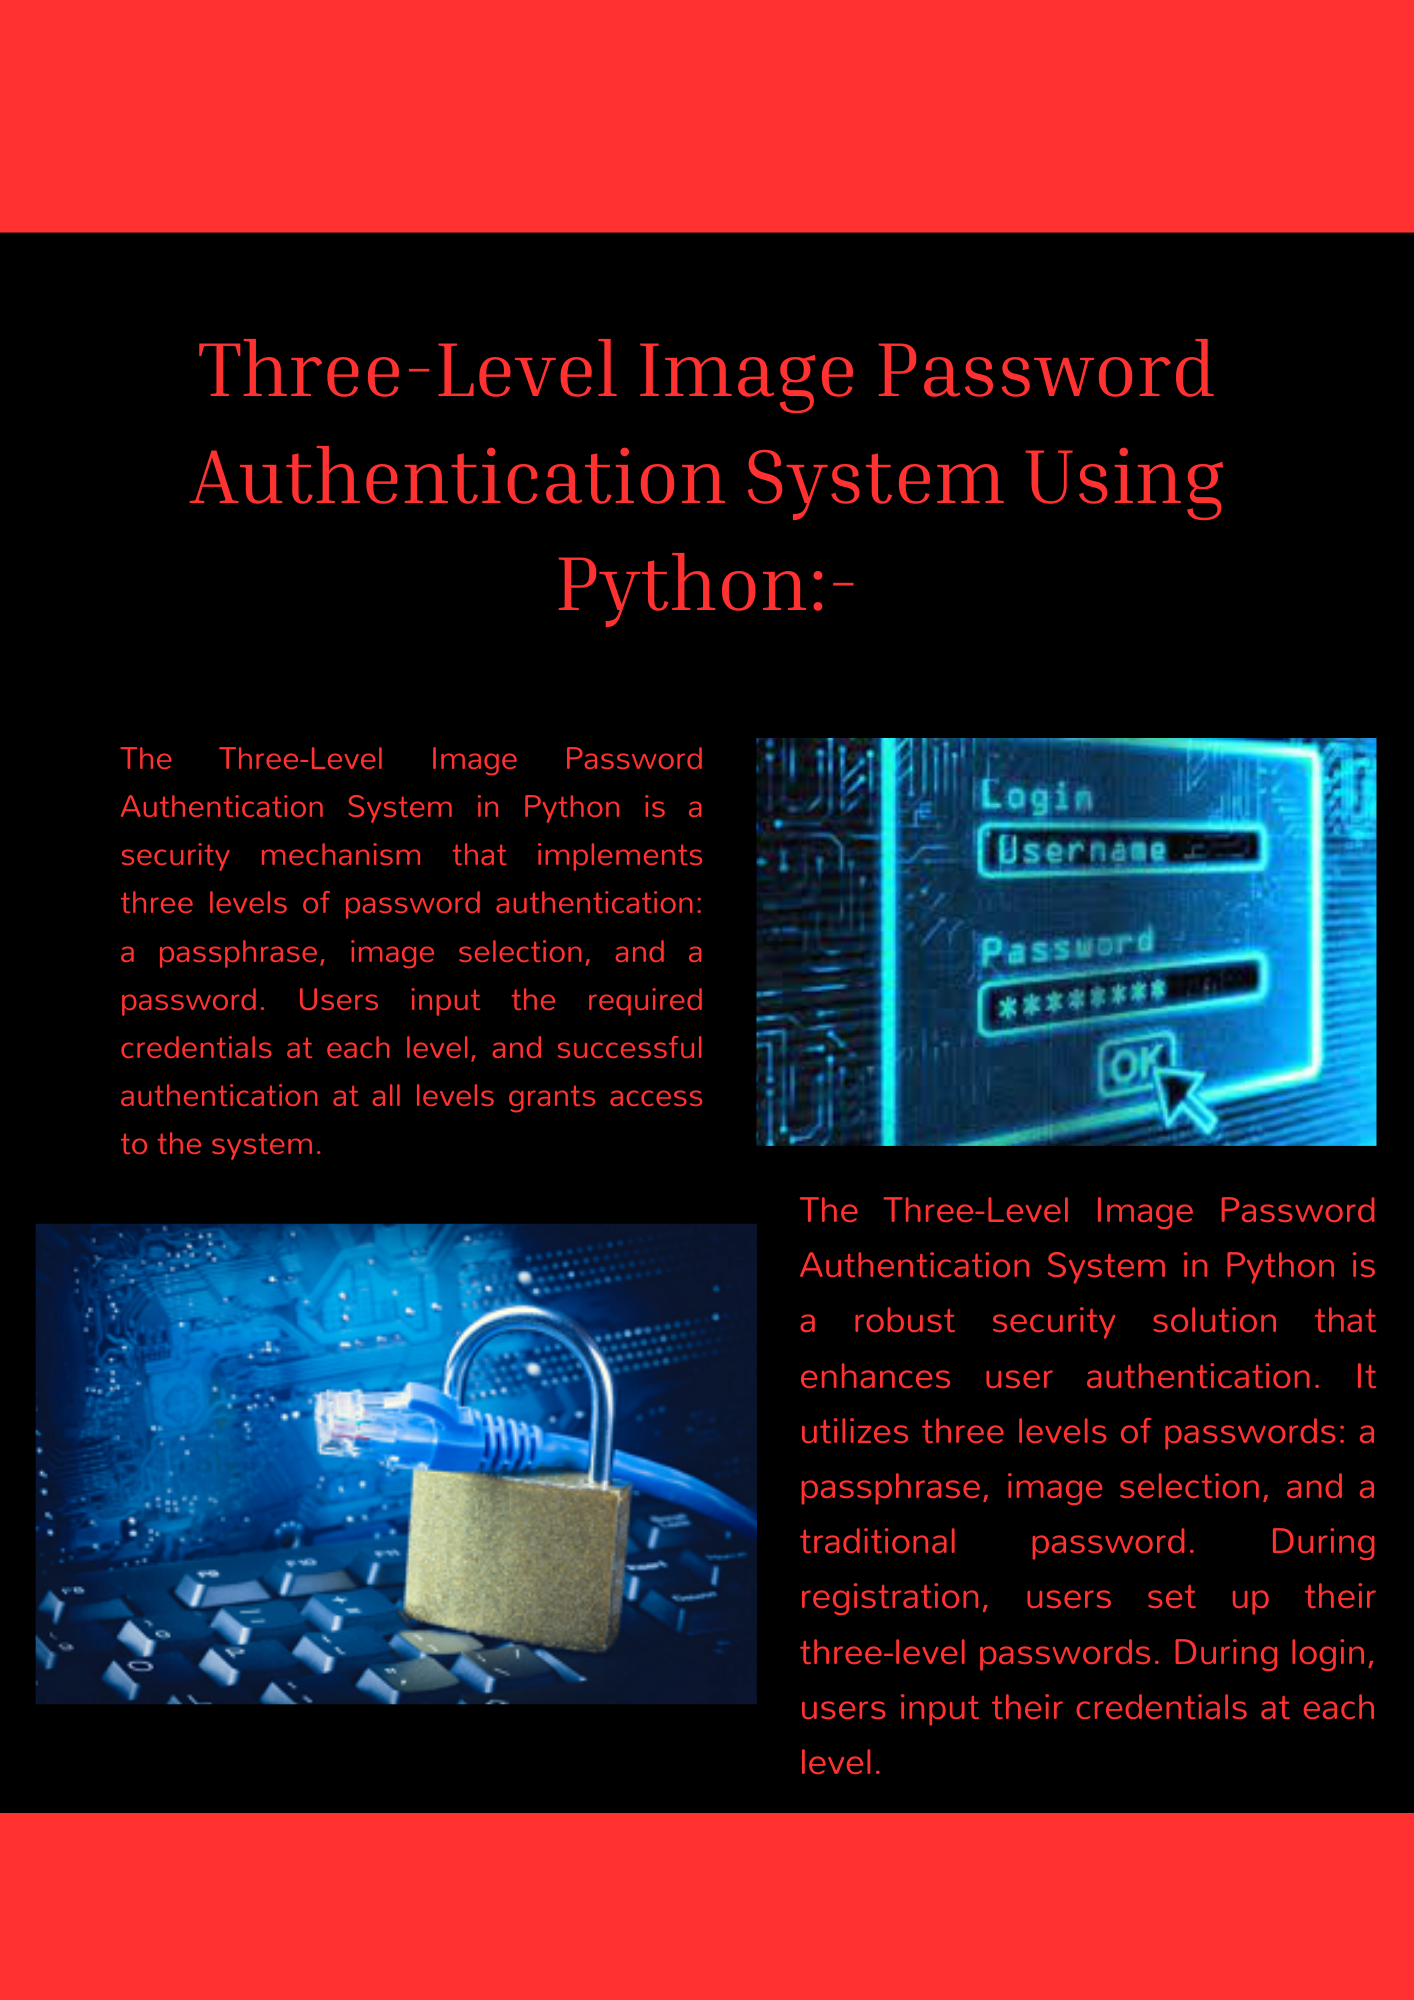 Three-Level Image Password
Authentication System Using
Python:-
The Three-Level Image Password
Authentication System in Python is a
security mechanism that implements
three levels of password authentication:
a passphrase, image selection, and a
password. Users input the required
credentials at each level, and successful
authentication at all levels grants access
to the system.
Login
Username
Password
********
OK
The Three-Level Image Password
Authentication System in Python is
a robust security solution that
enhances user authentication. It
utilizes three levels of passwords: a
passphrase, image selection, and a
traditional password. During
registration, users set up their
three-level passwords. During login,
users input their credentials at each
level.
F9
F10
F11